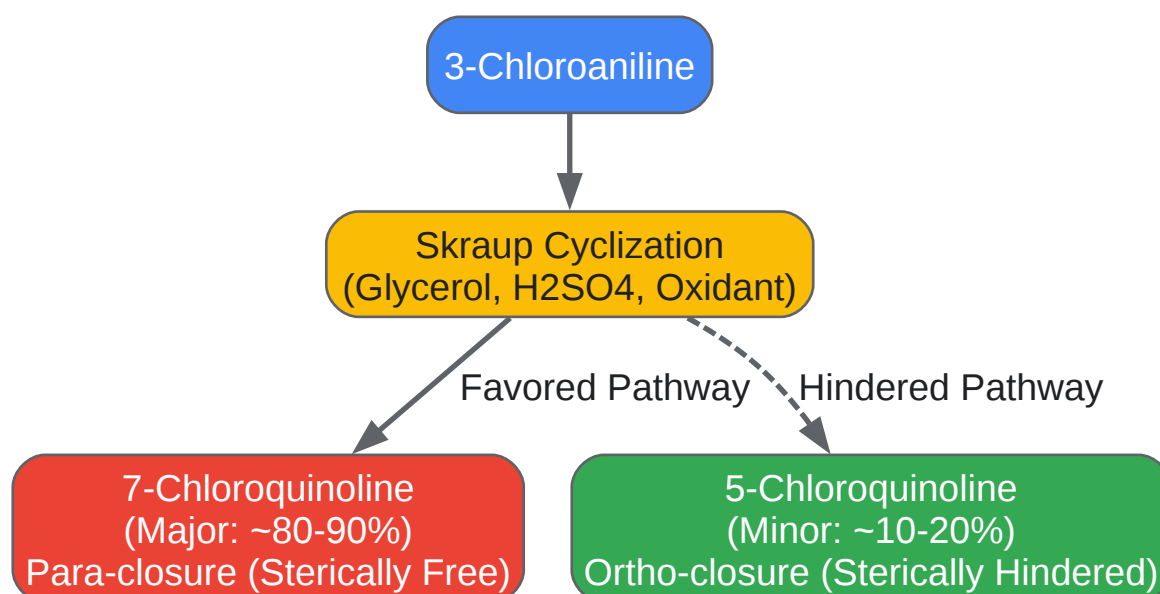 3-Chloroaniline
Skraup Cyclization
(Glycerol, H2SO4, Oxidant)
Favored Pathway
Hindered Pathway
7-Chloroquinoline
(Major: ~80-90%)
Para-closure (Sterically Free)
5-Chloroquinoline
(Minor: ~10-20%)
Ortho-closure (Sterically Hindered)